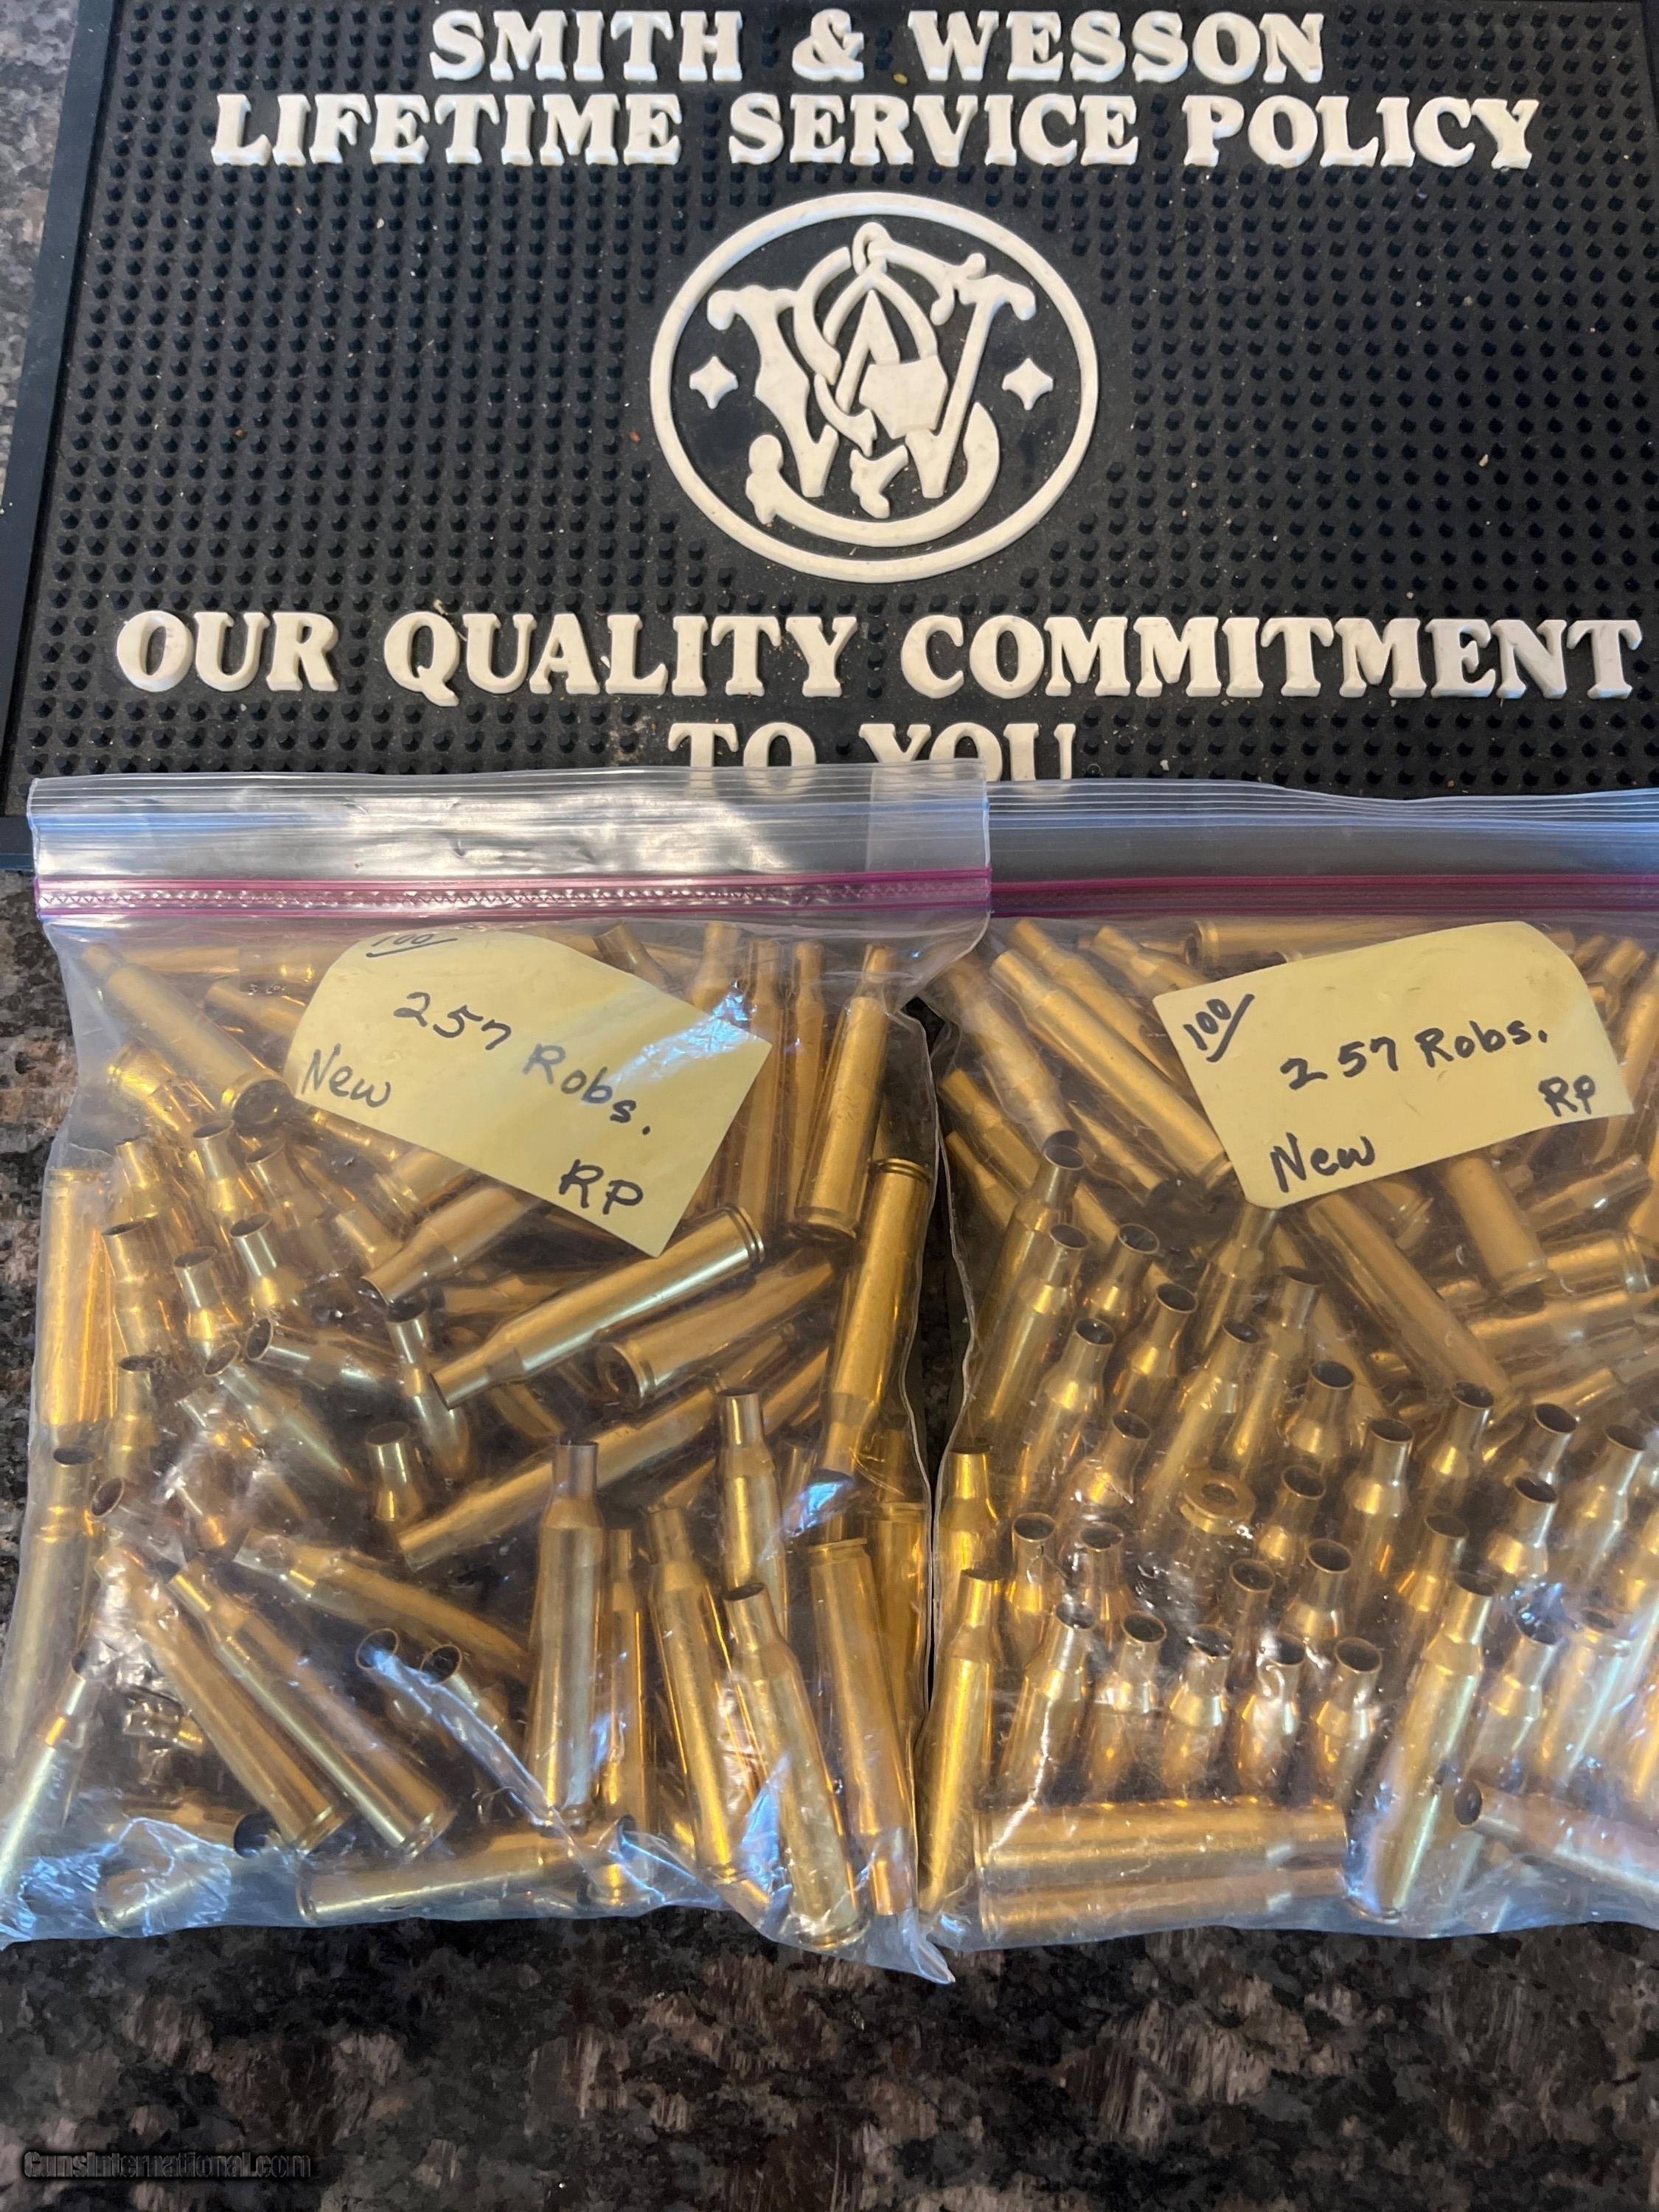 SMITH & WESSON
LIFETIME SERVICE POLICY
OUR QUALITY COMMITMENT
TO YOU
100/
257 Robs.
New
RP
100/
257 Robs.
RP
New
GunsInternational.com